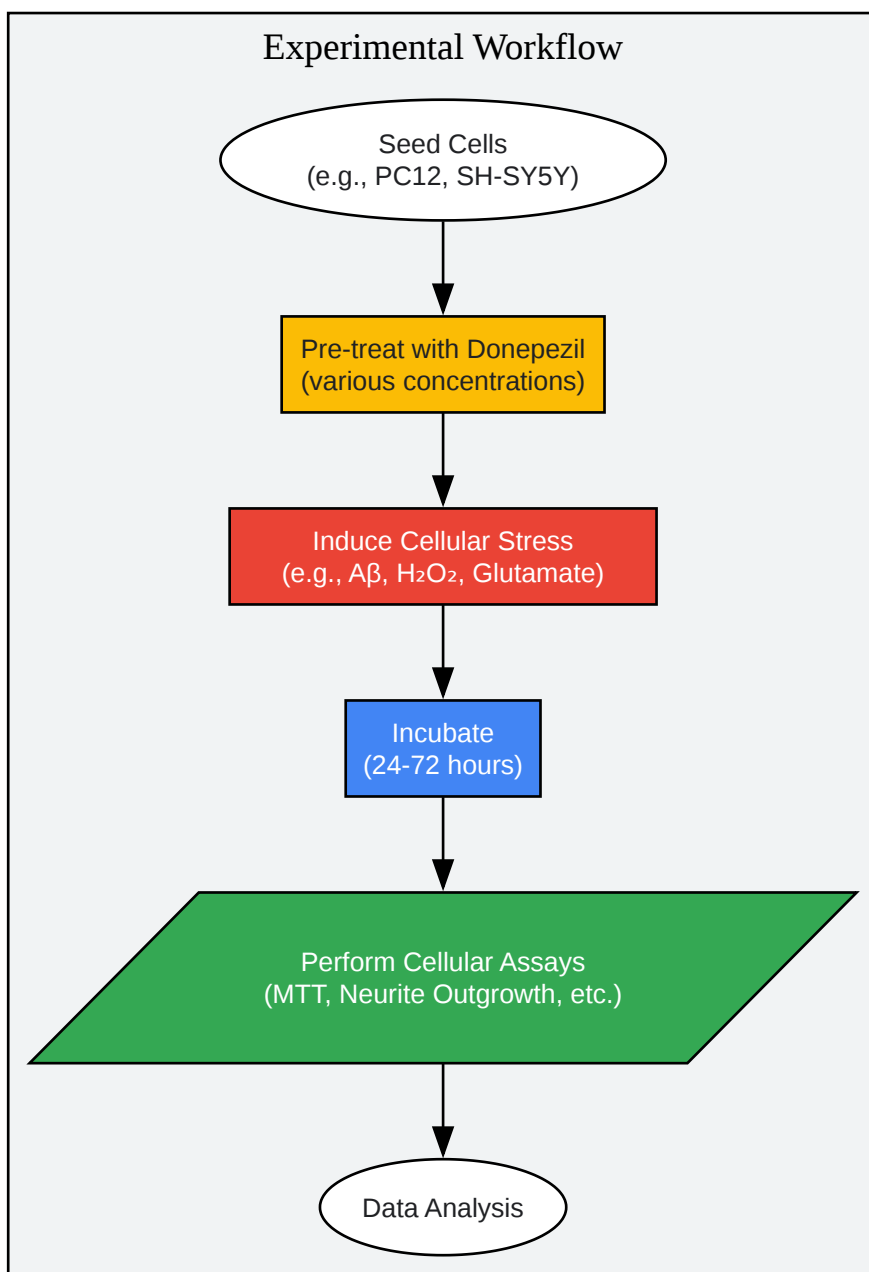 Experimental Workflow
Seed Cells
(e.g., PC12, SH-SY5Y)
Pre-treat with Donepezil
(various concentrations)
Induce Cellular Stress
(e.g., Aβ, H₂O₂, Glutamate)
Incubate
(24-72 hours)
Perform Cellular Assays
(MTT, Neurite Outgrowth, etc.)
Data Analysis